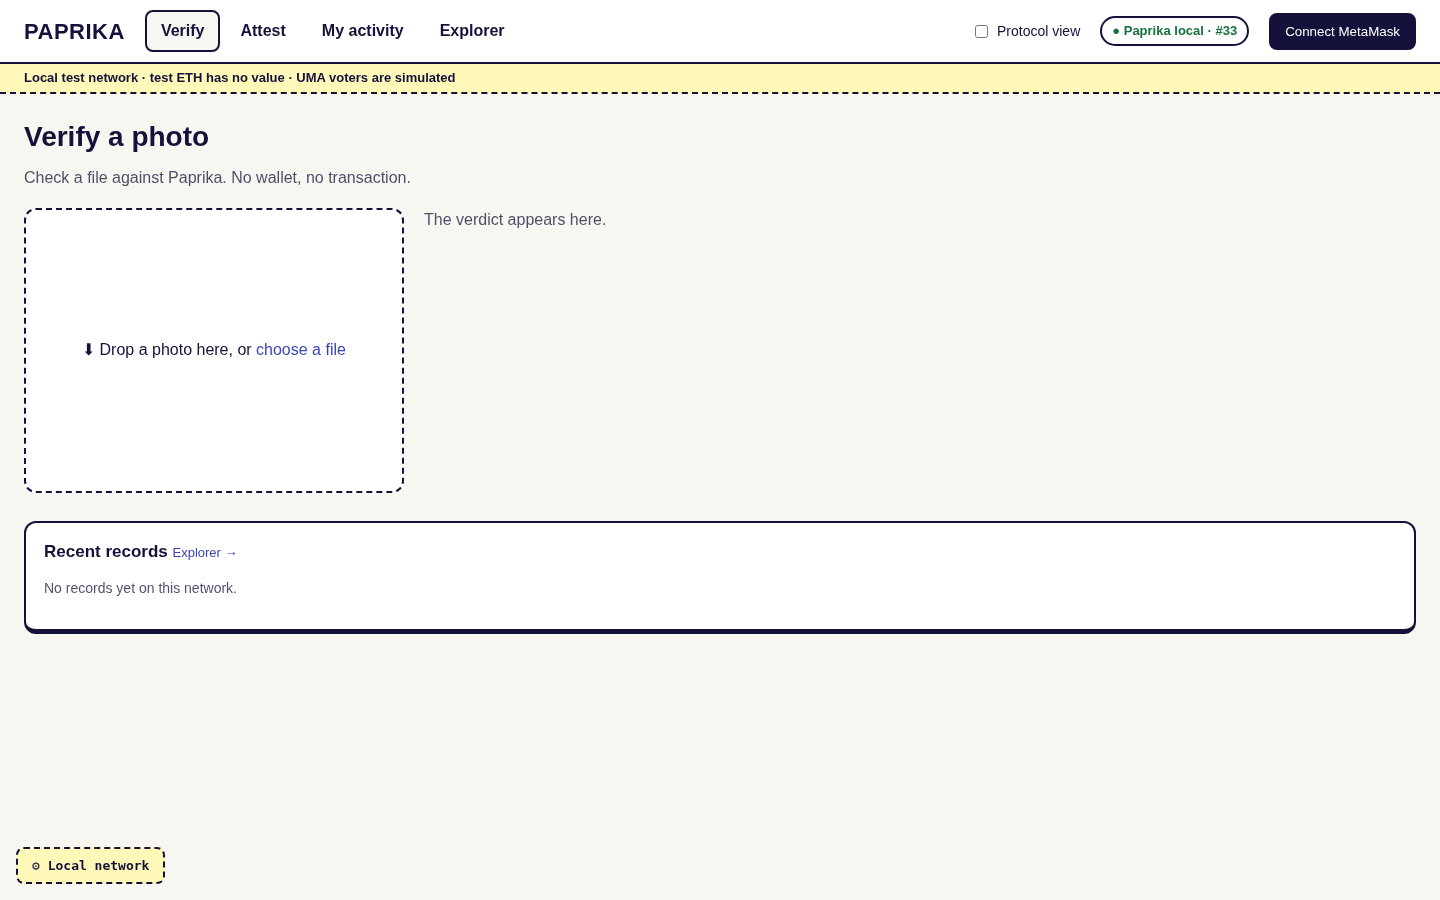 PAPRIKA Verify Attest My activity Explorer Protocol view ● Paprika local · #33 Connect MetaMask
Local test network · test ETH has no value · UMA voters are simulated
Verify a photo
Check a file against Paprika. No wallet, no transaction.
The verdict appears here.
⬇ Drop a photo here, or choose a file
Recent records Explorer →
No records yet on this network.
⚙ Local network